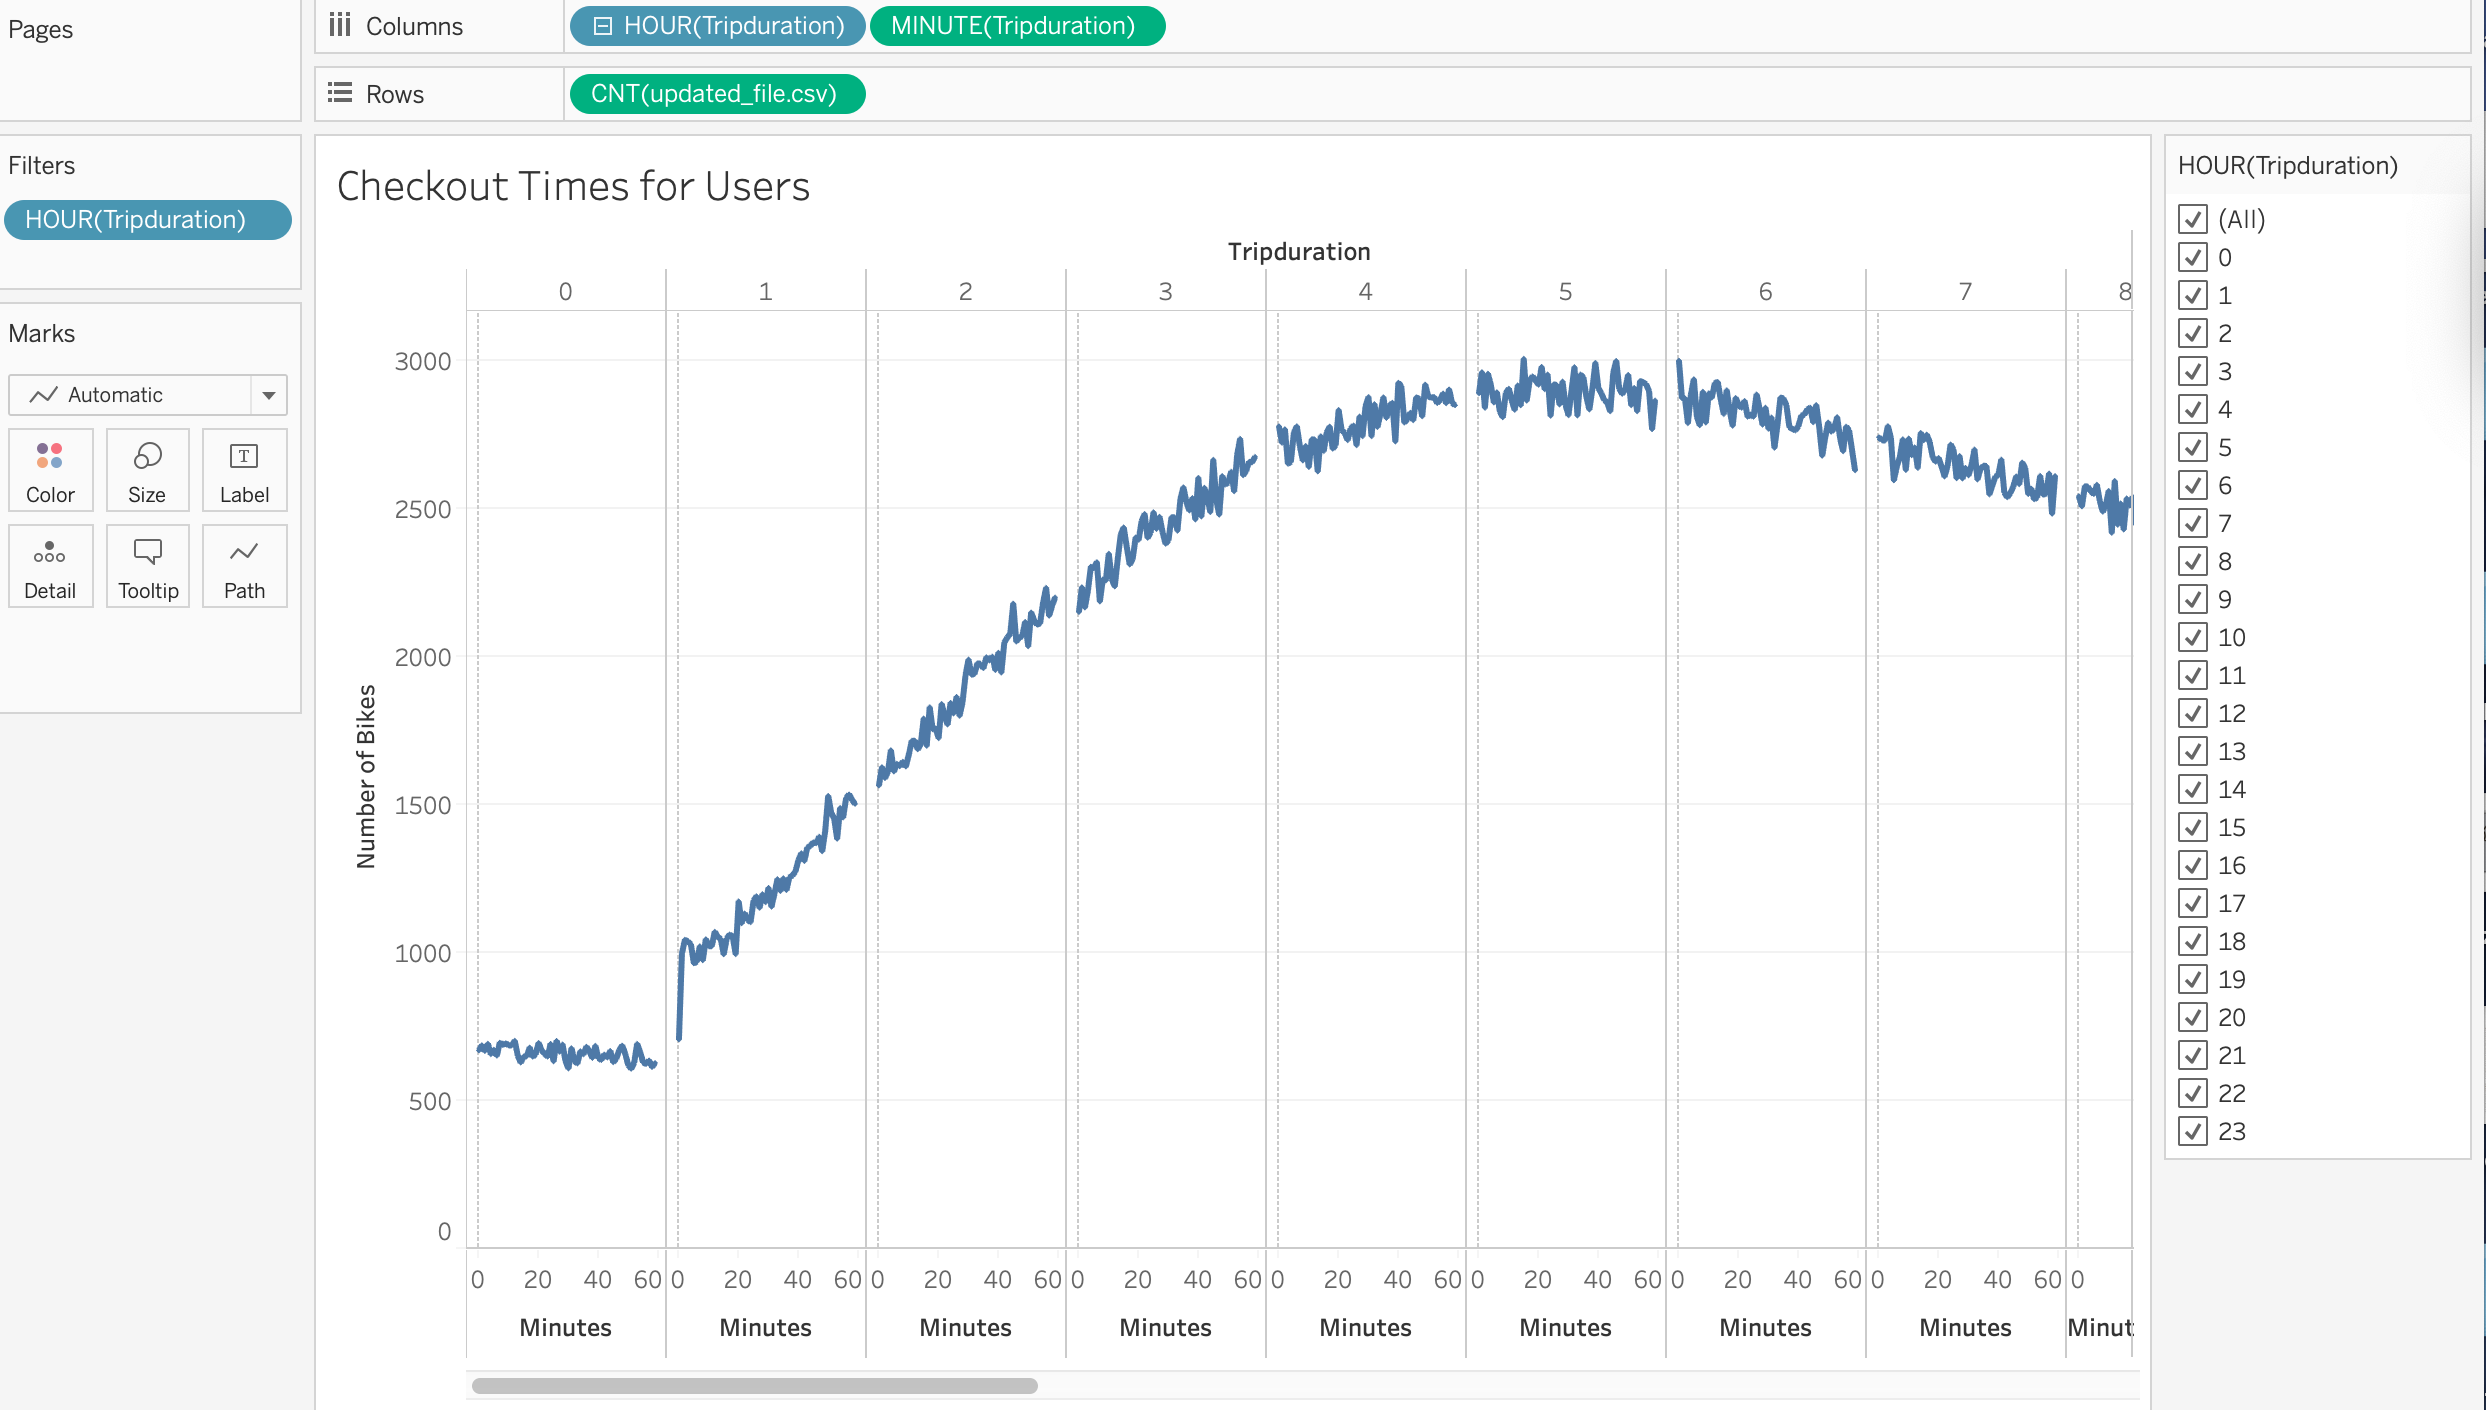 Pages
Columns
HOUR(Tripduration)
MINUTE(Tripduration)
Rows
CNT(updated_file.csv)
Filters
HOUR(Tripduration)
Marks
Automatic
Color
Size
T
Label
Detail
Tooltip
Path
Checkout Times for Users
Tripduration
0 1 2 3 4 5 6 7 8
Number of Bikes
3000
2500
2000
1500
1000
500
0
0 20 40 60 0 20 40 60 0 20 40 60 0 20 40 60 0 20 40 60 0 20 40 60 0 20 40 60 0 20 40 60 0
Minutes Minutes Minutes Minutes Minutes Minutes Minutes Minutes Minut
HOUR(Tripduration)
(All)
0
1
2
3
4
5
6
7
8
9
10
11
12
13
14
15
16
17
18
19
20
21
22
23